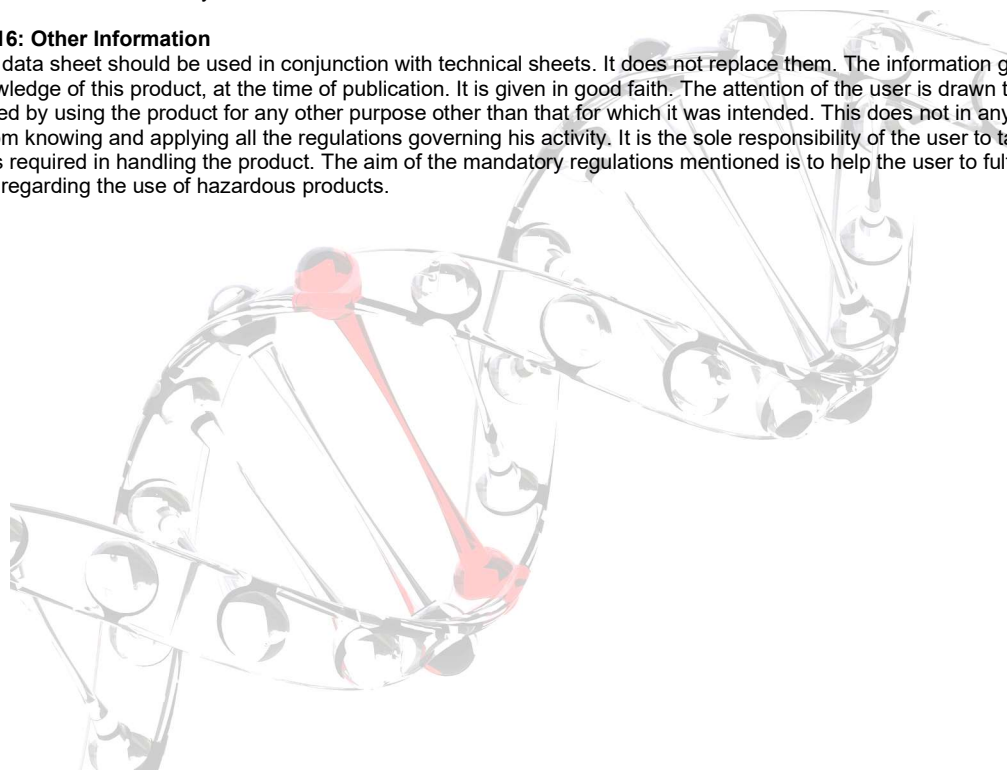 16: Other Information
data sheet should be used in conjunction with technical sheets. It does not replace them. The information g
wledge of this product, at the time of publication. It is given in good faith. The attention of the user is drawn t
ed by using the product for any other purpose other than that for which it was intended. This does not in any
om knowing and applying all the regulations governing his activity. It is the sole responsibility of the user to ta
s required in handling the product. The aim of the mandatory regulations mentioned is to help the user to ful
regarding the use of hazardous products.